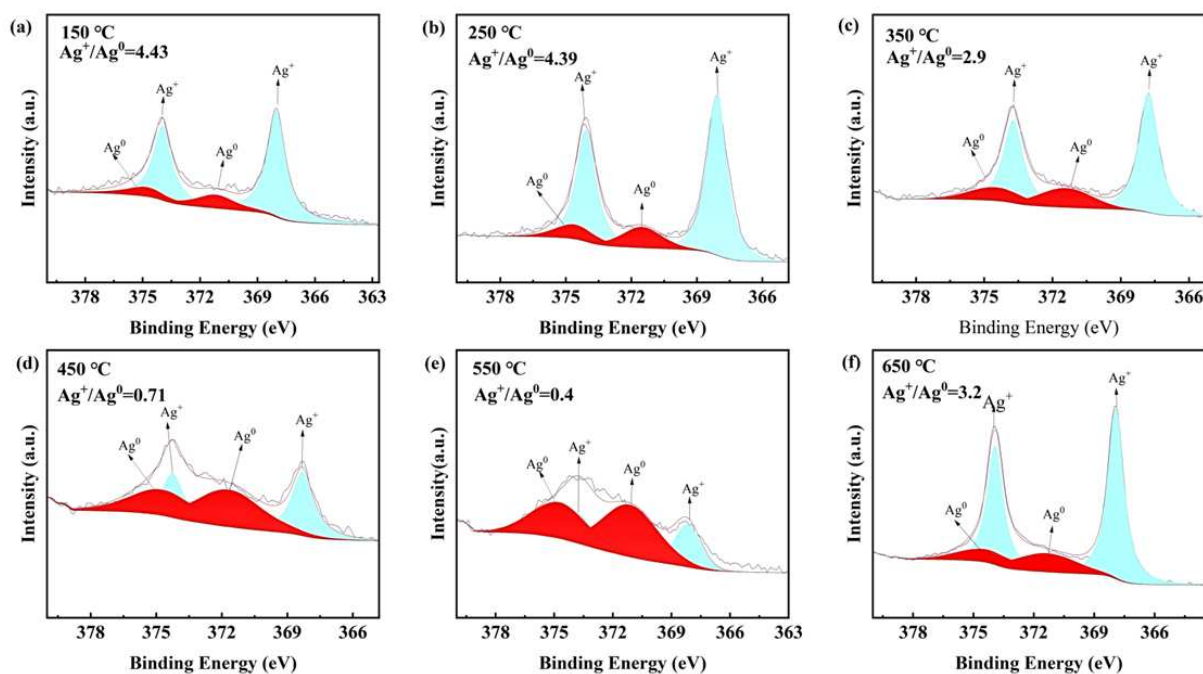 (a)
150 °C
Ag⁺/Ag⁰=4.43
Ag⁺
Ag⁺
Ag⁰
Ag⁰
Intensity (a.u.)
378 375 372 369 366 363
Binding Energy (eV)
(b)
250 °C
Ag⁺/Ag⁰=4.39
Ag⁺
Ag⁺
Ag⁰
Ag⁰
Intensity (a.u.)
378 375 372 369 366
Binding Energy (eV)
(c)
350 °C
Ag⁺/Ag⁰=2.9
Ag⁺
Ag⁺
Ag⁰
Ag⁰
Intensity (a.u.)
378 375 372 369 366
Binding Energy (eV)
(d)
450 °C
Ag⁺/Ag⁰=0.71
Ag⁺
Ag⁺
Ag⁰
Ag⁰
Intensity (a.u.)
378 375 372 369 366
Binding Energy (eV)
(e)
550 °C
Ag⁺/Ag⁰=0.4
Ag⁺
Ag⁰
Ag⁰
Ag⁺
Intensity(a.u.)
378 375 372 369 366 363
Binding Energy (eV)
(f)
650 °C
Ag⁺/Ag⁰=3.2
Ag⁺
Ag⁺
Ag⁰
Ag⁰
Intensity (a.u.)
378 375 372 369 366
Binding Energy (eV)